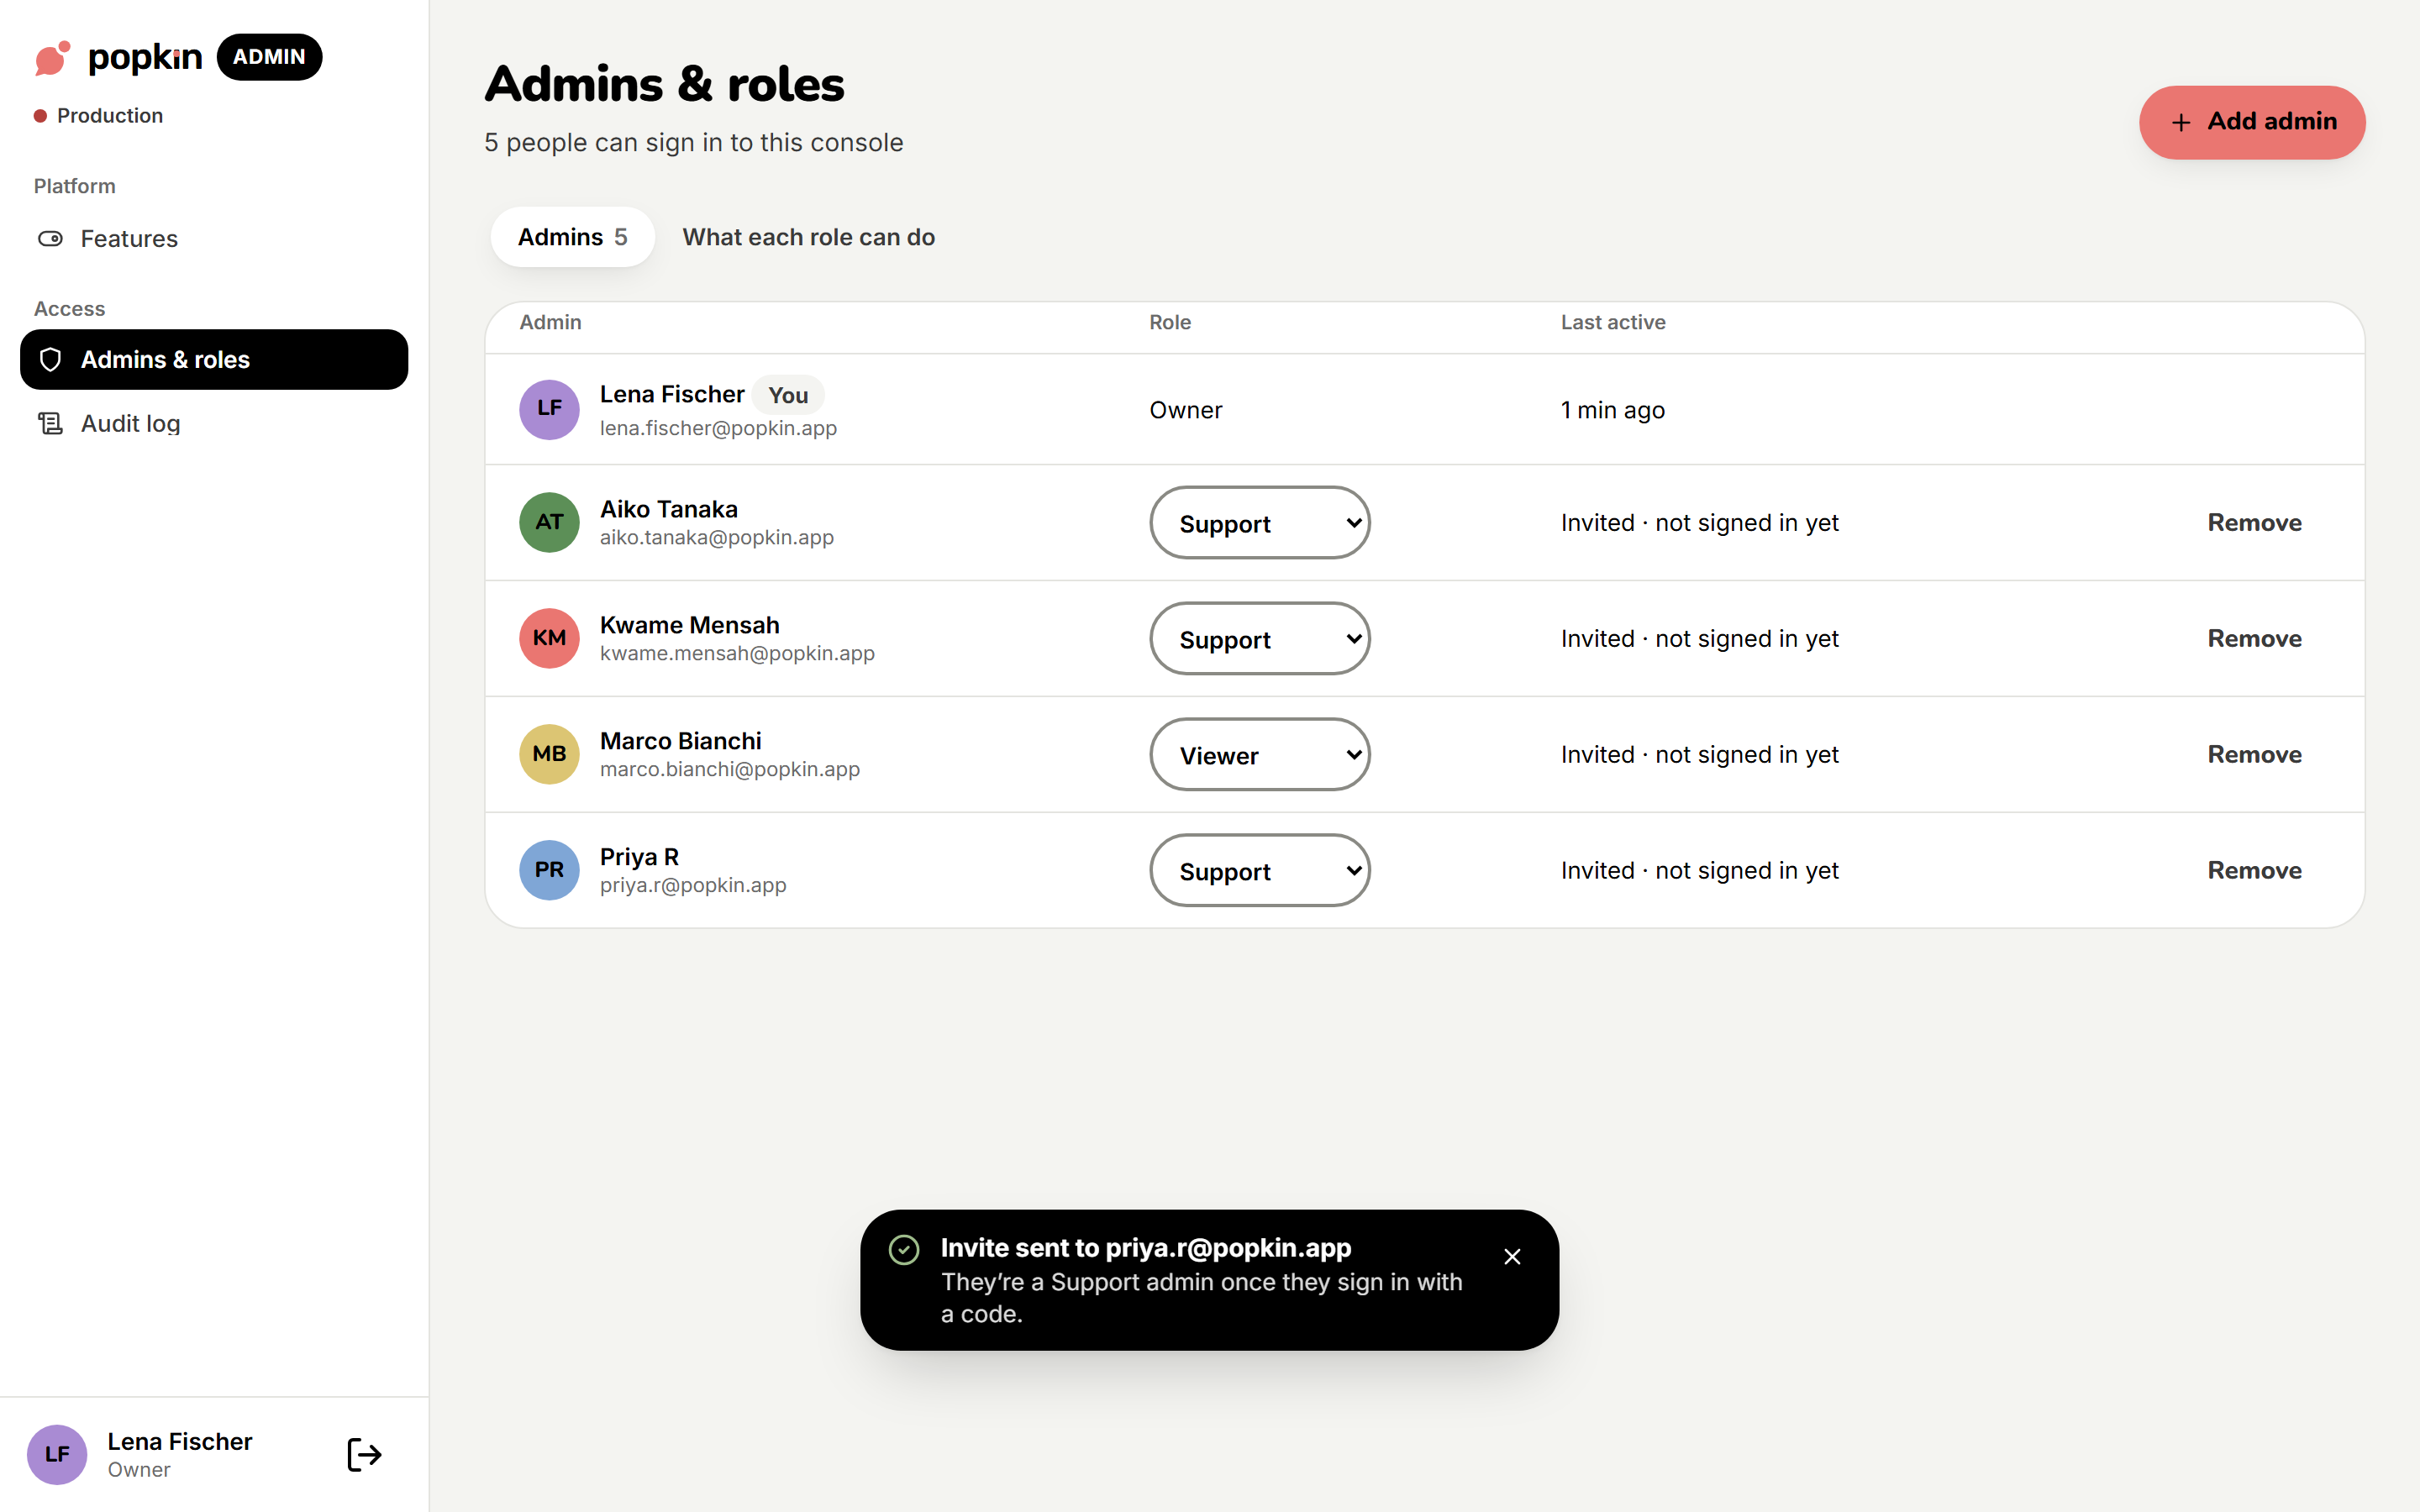 popkin ADMIN
Production
Platform
Features
Access
Admins & roles
Audit log
LF Lena Fischer
Owner
Admins & roles
5 people can sign in to this console
+ Add admin
Admins 5 What each role can do
Admin Role Last active
LF Lena Fischer You Owner 1 min ago
lena.fischer@popkin.app
AT Aiko Tanaka Support Invited · not signed in yet Remove
aiko.tanaka@popkin.app
KM Kwame Mensah Support Invited · not signed in yet Remove
kwame.mensah@popkin.app
MB Marco Bianchi Viewer Invited · not signed in yet Remove
marco.bianchi@popkin.app
PR Priya R Support Invited · not signed in yet Remove
priya.r@popkin.app
Invite sent to priya.r@popkin.app
They’re a Support admin once they sign in with
a code.